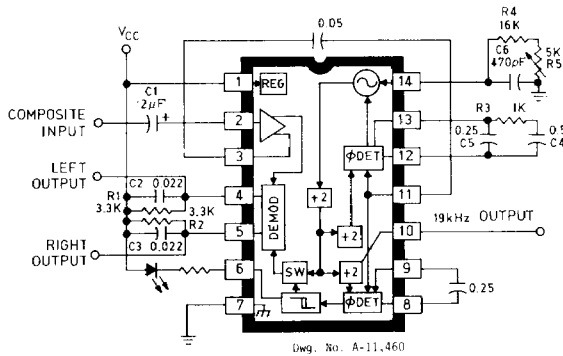 0.05
R4
16K
C6
470pF
5K
R5
VCC
C1
2µF
+
COMPOSITE
INPUT
LEFT
OUTPUT
C2
0.022
R1
3.3K
3.3K
R2
C3
0.022
RIGHT
OUTPUT
1
REG
2
3
4
5
6
7
DEMOD
SW
÷2
÷2
÷2
ϕDET
ϕDET
14
13
12
11
10
9
8
R3
1K
0.25
C5
0.5
C4
19kHz OUTPUT
0.25
Dwg. No. A-11,460